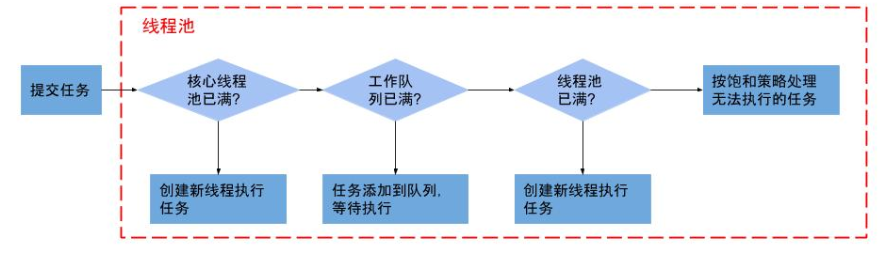 线程池
提交任务
核心线程
池已满?
工作队
列已满?
线程池
已满?
按饱和策略处理
无法执行的任务
创建新线程执行
任务
任务添加到队列,
等待执行
创建新线程执行
任务